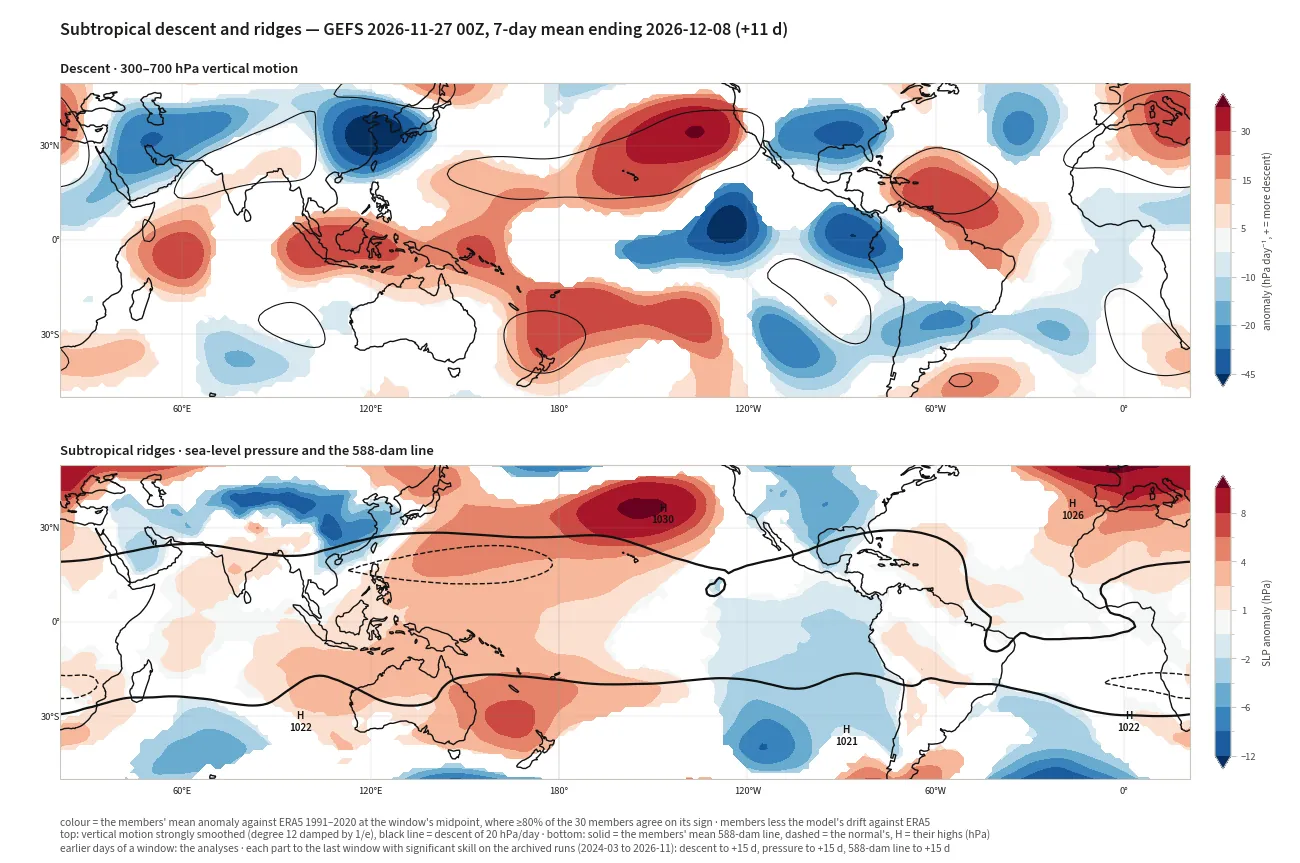 Subtropical descent and ridges — GEFS 2026-11-27 00Z, 7-day mean ending 2026-12-08 (+11 d)
Descent · 300–700 hPa vertical motion
30°N
0°
30°S
60°E
120°E
180°
120°W
60°W
0°
30
15
5
−10
−20
−45
anomaly (hPa day⁻¹, + = more descent)
Subtropical ridges · sea-level pressure and the 588-dam line
30°N
0°
30°S
H
1030
H
1026
H
1022
H
1021
H
1022
60°E
120°E
180°
120°W
60°W
0°
8
4
1
−2
−6
−12
SLP anomaly (hPa)
colour = the members' mean anomaly against ERA5 1991–2020 at the window's midpoint, where ≥80% of the 30 members agree on its sign · members less the model's drift against ERA5
top: vertical motion strongly smoothed (degree 12 damped by 1/e), black line = descent of 20 hPa/day · bottom: solid = the members' mean 588-dam line, dashed = the normal's, H = their highs (hPa)
earlier days of a window: the analyses · each part to the last window with significant skill on the archived runs (2024-03 to 2026-11): descent to +15 d, pressure to +15 d, 588-dam line to +15 d